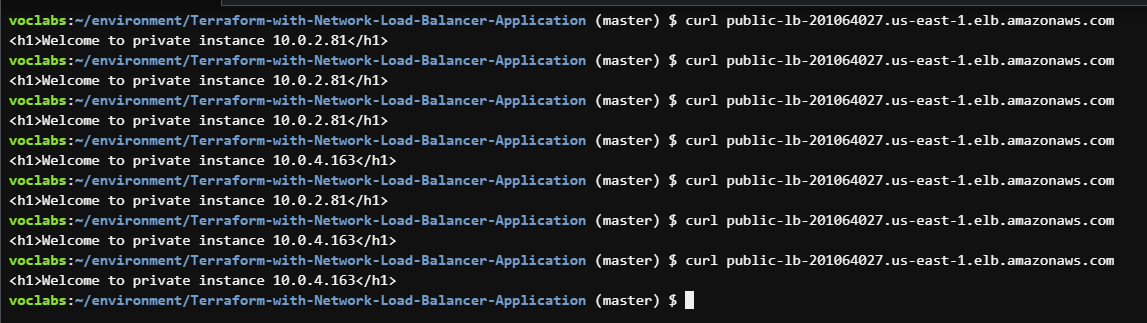 voclabs:~/environment/Terraform-with-Network-Load-Balancer-Application (master) $ curl public-lb-201064027.us-east-1.elb.amazonaws.com
<h1>Welcome to private instance 10.0.2.81</h1>
voclabs:~/environment/Terraform-with-Network-Load-Balancer-Application (master) $ curl public-lb-201064027.us-east-1.elb.amazonaws.com
<h1>Welcome to private instance 10.0.2.81</h1>
voclabs:~/environment/Terraform-with-Network-Load-Balancer-Application (master) $ curl public-lb-201064027.us-east-1.elb.amazonaws.com
<h1>Welcome to private instance 10.0.2.81</h1>
voclabs:~/environment/Terraform-with-Network-Load-Balancer-Application (master) $ curl public-lb-201064027.us-east-1.elb.amazonaws.com
<h1>Welcome to private instance 10.0.4.163</h1>
voclabs:~/environment/Terraform-with-Network-Load-Balancer-Application (master) $ curl public-lb-201064027.us-east-1.elb.amazonaws.com
<h1>Welcome to private instance 10.0.2.81</h1>
voclabs:~/environment/Terraform-with-Network-Load-Balancer-Application (master) $ curl public-lb-201064027.us-east-1.elb.amazonaws.com
<h1>Welcome to private instance 10.0.4.163</h1>
voclabs:~/environment/Terraform-with-Network-Load-Balancer-Application (master) $ curl public-lb-201064027.us-east-1.elb.amazonaws.com
<h1>Welcome to private instance 10.0.4.163</h1>
voclabs:~/environment/Terraform-with-Network-Load-Balancer-Application (master) $